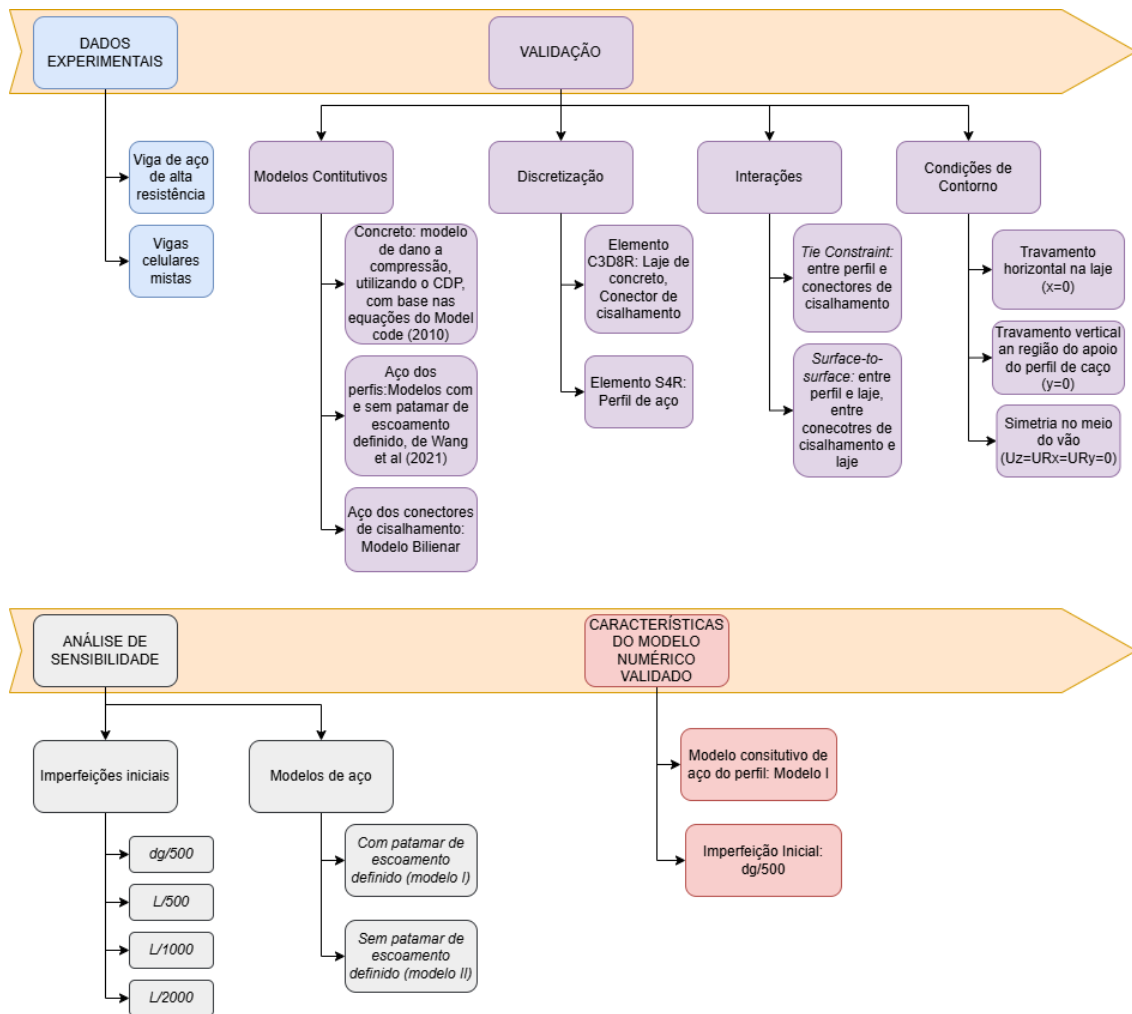 DADOS
EXPERIMENTAIS
VALIDAÇÃO
Viga de aço
de alta
resistência
Vigas
celulares
mistas
Modelos Contitutivos
Discretização
Interações
Condições de
Contorno
Concreto: modelo
de dano a
compressão,
utilizando o CDP,
com base nas
equações do Model
code (2010)
Aço dos
perfis:Modelos com
e sem patamar de
escoamento
definido, de Wang
et al (2021)
Aço dos conectores
de cisalhamento:
Modelo Bilienar
Elemento
C3D8R: Laje de
concreto,
Conector de
cisalhamento
Elemento S4R:
Perfil de aço
Tie Constraint:
entre perfil e
conectores de
cisalhamento
Surface-to-
surface: entre
perfil e laje,
entre
conecotres de
cisalhamento e
laje
Travamento
horizontal na laje
(x=0)
Travamento vertical
an região do apoio
do perfil de caço
(y=0)
Simetria no meio
do vão
(Uz=URx=URy=0)
ANÁLISE DE
SENSIBILIDADE
CARACTERÍSTICAS
DO MODELO
NUMÉRICO
VALIDADO
Imperfeições iniciais
Modelos de aço
dg/500
L/500
L/1000
L/2000
Com patamar de
escoamento
definido (modelo I)
Sem patamar de
escoamento
definido (modelo II)
Modelo consitutivo de
aço do perfil: Modelo I
Imperfeição Inicial:
dg/500